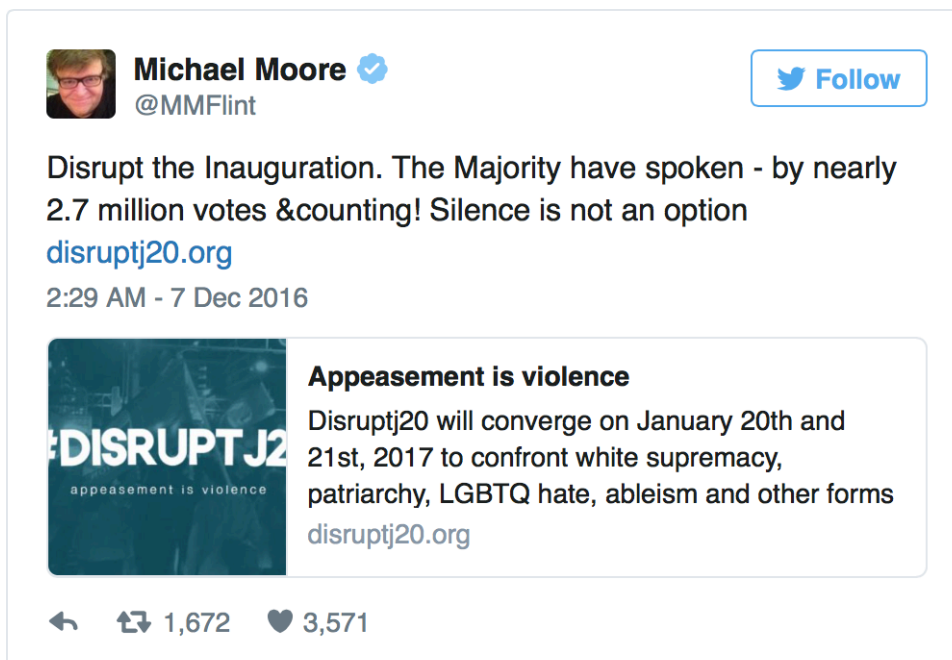 Michael Moore
@MMFlint
Follow
Disrupt the Inauguration. The Majority have spoken - by nearly
2.7 million votes &counting! Silence is not an option
disruptj20.org
2:29 AM - 7 Dec 2016
#DISRUPTJ2
appeasement is violence
Appeasement is violence
Disruptj20 will converge on January 20th and
21st, 2017 to confront white supremacy,
patriarchy, LGBTQ hate, ableism and other forms
disruptj20.org
1,672 3,571